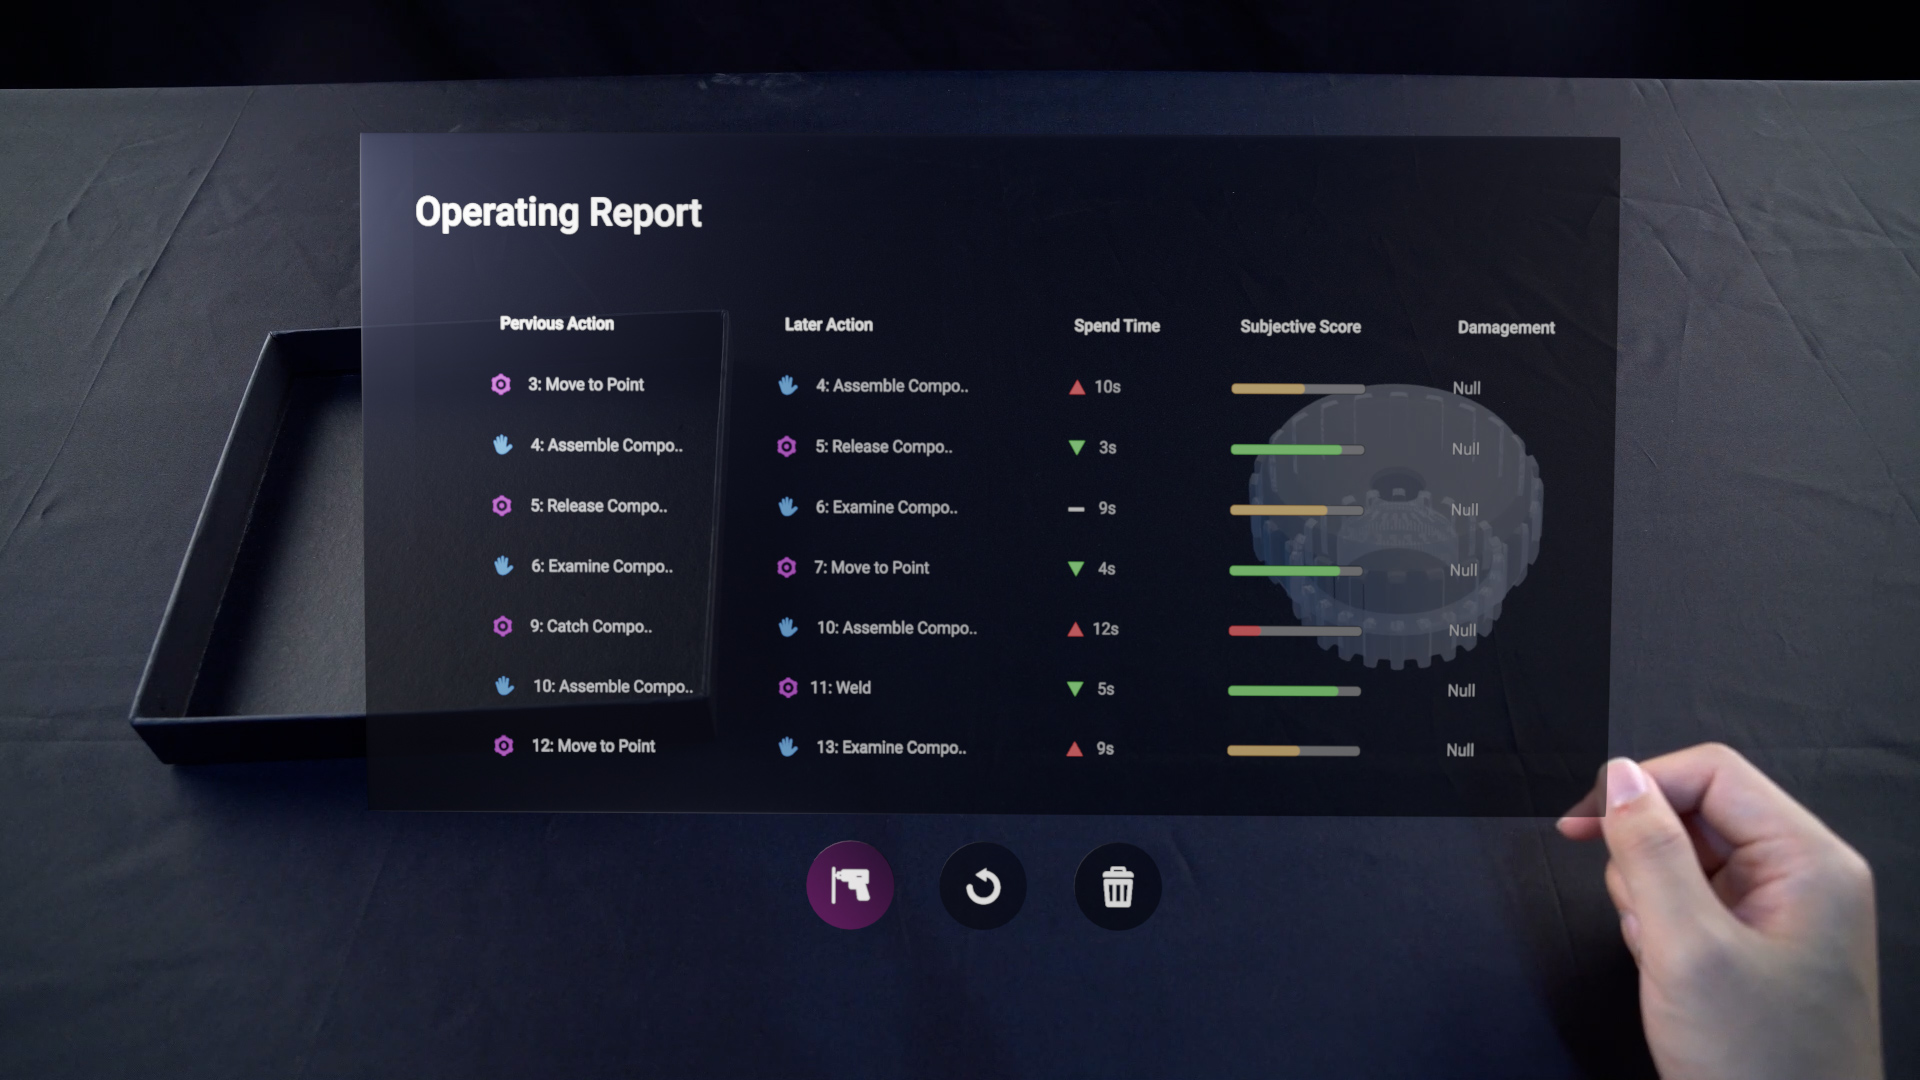 Operating Report
Pervious Action Later Action Spend Time Subjective Score Damagement
3: Move to Point 4: Assemble Compo.. 10s Null
4: Assemble Compo.. 5: Release Compo.. 3s Null
5: Release Compo.. 6: Examine Compo.. 9s Null
6: Examine Compo.. 7: Move to Point 4s Null
9: Catch Compo.. 10: Assemble Compo.. 12s Null
10: Assemble Compo.. 11: Weld 5s Null
12: Move to Point 13: Examine Compo.. 9s Null